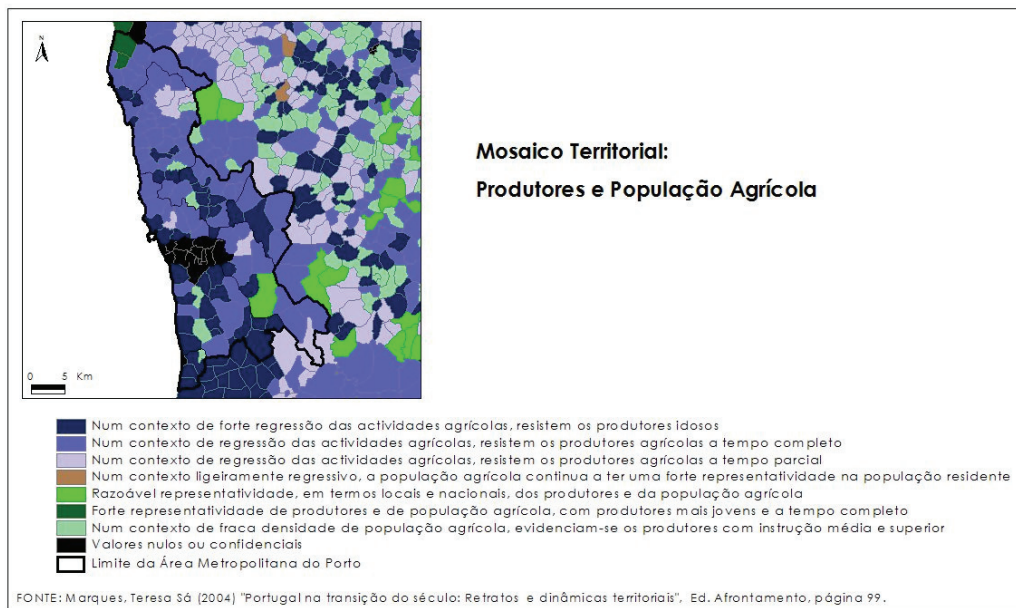 N
Mosaico Territorial:
Produtores e População Agrícola
0 5 Km
Num contexto de forte regressão das actividades agrícolas, resistem os produtores idosos
Num contexto de regressão das actividades agrícolas, resistem os produtores agrícolas a tempo completo
Num contexto de regressão das actividades agrícolas, resistem os produtores agrícolas a tempo parcial
Num contexto ligeiramente regressivo, a população agrícola continua a ter uma forte representatividade na população residente
Razoável representatividade, em termos locais e nacionais, dos produtores e da população agrícola
Forte representatividade de produtores e de população agrícola, com produtores mais jovens e a tempo completo
Num contexto de fraca densidade de população agrícola, evidenciam-se os produtores com instrução média e superior
Valores nulos ou confidenciais
Limite da Área Metropolitana do Porto
FONTE: Marques, Teresa Sá (2004) "Portugal na transição do século: Retratos e dinâmicas territoriais", Ed. Afrontamento, página 99.